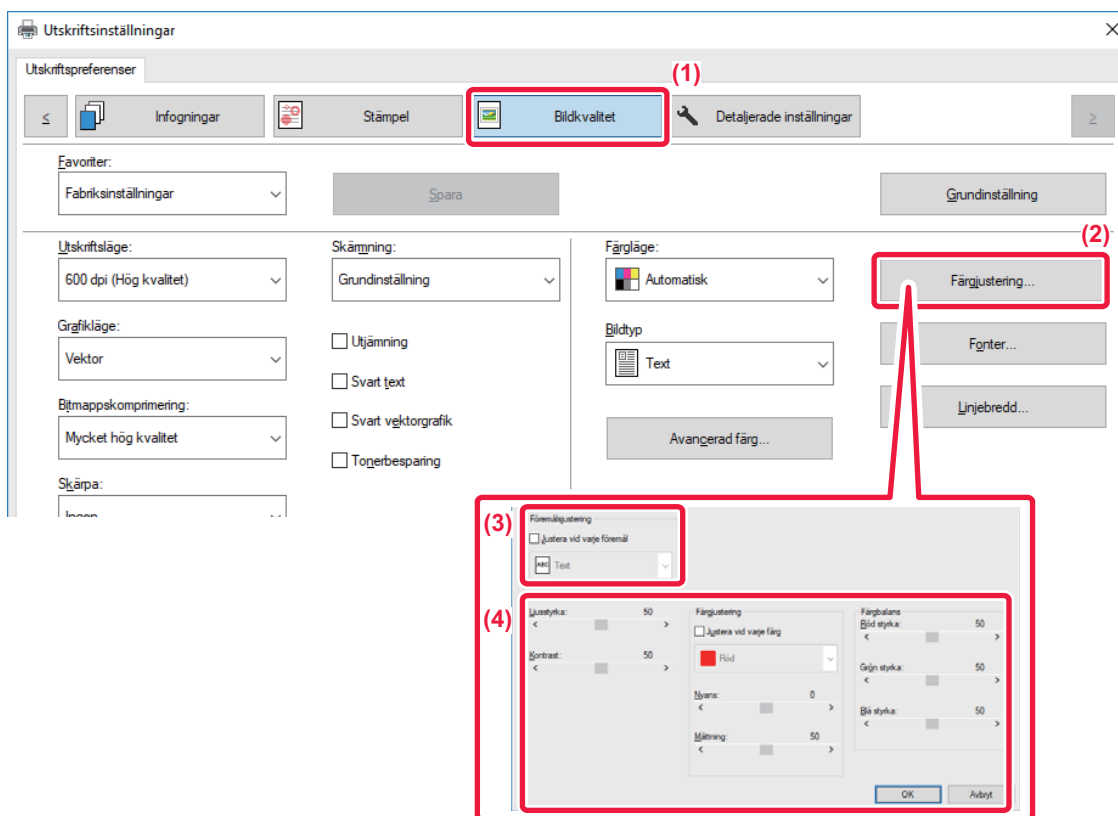 Utskriftsinställningar
Utskriftspreferenser
(1)
< Infogningar Stämpel Bildkvalitet Detaljerade inställningar >
Favoriter:
Fabriksinställningar Spara Grundinställning
(2)
Utskriftsläge: Skärmning: Färgläge:
600 dpi (Hög kvalitet) Grundinställning Automatisk Färgjustering...
Grafikläge: Utjämning Bildtyp Fonter...
Vektor Svart text Text
Bitmappskomprimering: Svart vektorgrafik Linjebredd...
Mycket hög kvalitet Tonerbesparing Avancerad färg...
Skärpa:
Ingen
(3)
Föremålsjustering
Justera vid varje föremål
ABC Text
(4)
Ljusstyrka: 50 Färgjustering Färgbalans
< > Justera vid varje färg Röd styrka: 50
< >
Kontrast: 50 Röd Grön styrka: 50
< > < >
Nyans: 0 Blå styrka: 50
< > < >
Mättning: 50
< >
OK Avbryt